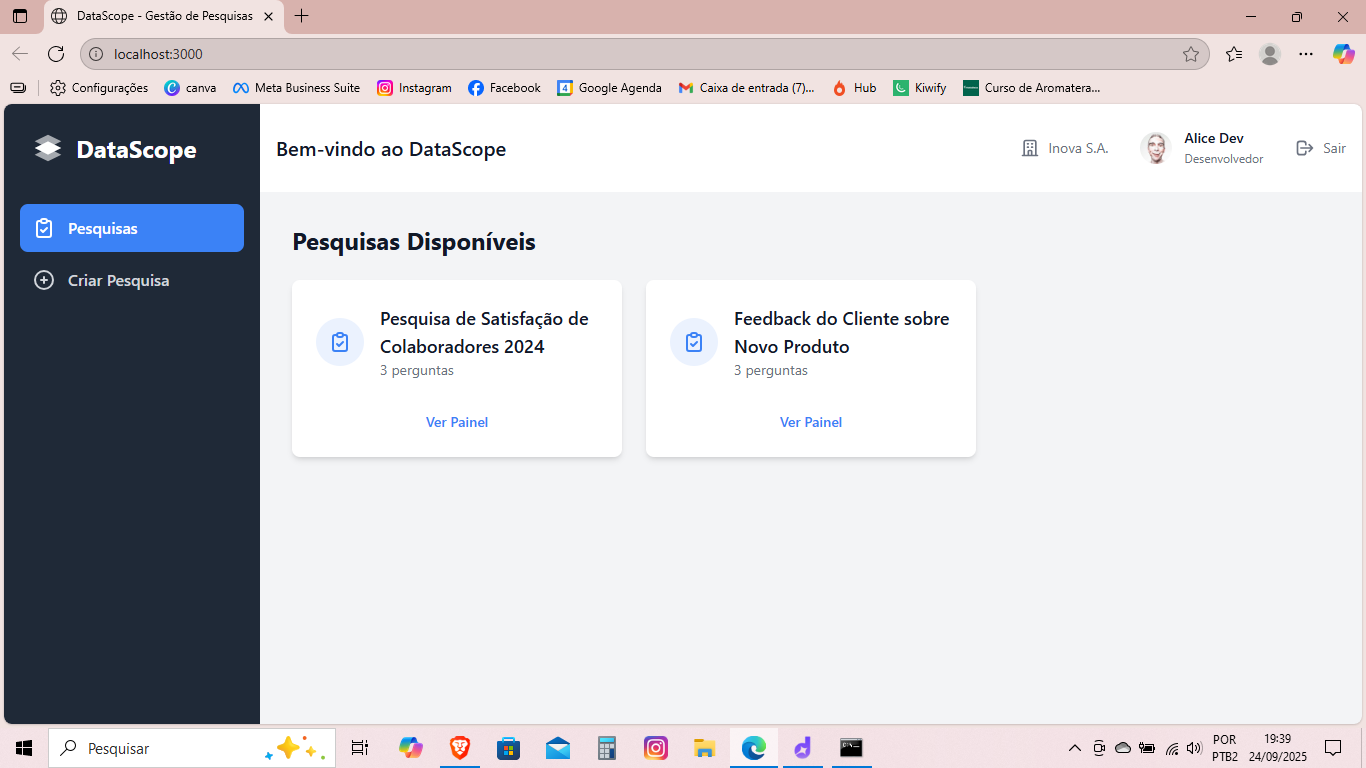 DataScope - Gestão de Pesquisas
localhost:3000
Configurações
canva
Meta Business Suite
Instagram
Facebook
4
Google Agenda
Caixa de entrada (7)...
Hub
Kiwify
Curso de Aromatera...
DataScope
Bem-vindo ao DataScope
Inova S.A.
Alice Dev
Desenvolvedor
Sair
Pesquisas
Criar Pesquisa
Pesquisas Disponíveis
Pesquisa de Satisfação de
Colaboradores 2024
3 perguntas
Ver Painel
Feedback do Cliente sobre
Novo Produto
3 perguntas
Ver Painel
Pesquisar
POR
PTB2
19:39
24/09/2025